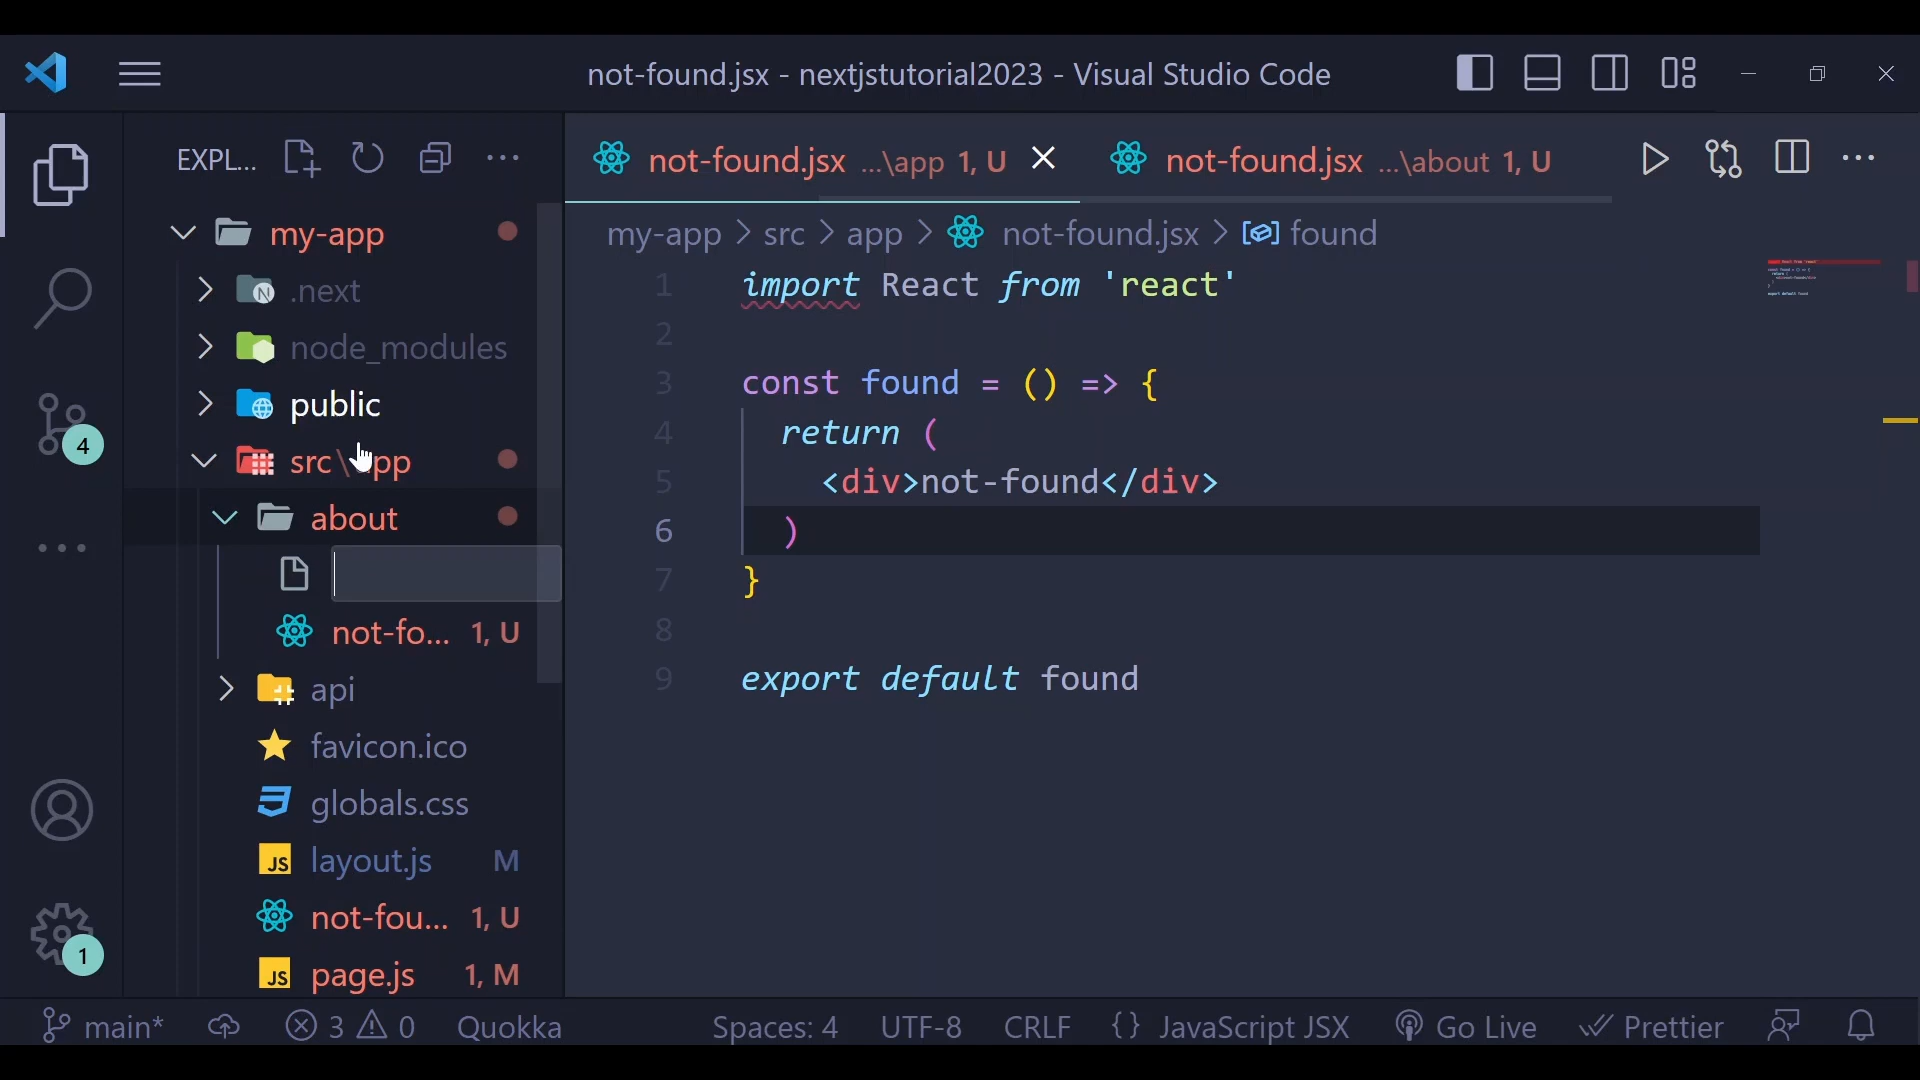 not-found.jsx - nextjstutorial2023 - Visual Studio Code
EXPL...
not-found.jsx ...\app 1, U
not-found.jsx ...\about 1, U
my-app > src > app > not-found.jsx > found
my-app
.next
node_modules
public
src\app
about
not-fo... 1, U
api
favicon.ico
globals.css
layout.js M
not-fou... 1, U
page.js 1, M
4
1
1 import React from 'react'
2
3 const found = () => {
4 return (
5 <div>not-found</div>
6 )
7 }
8
9 export default found
main* 3 0 Quokka Spaces: 4 UTF-8 CRLF {} JavaScript JSX Go Live Prettier